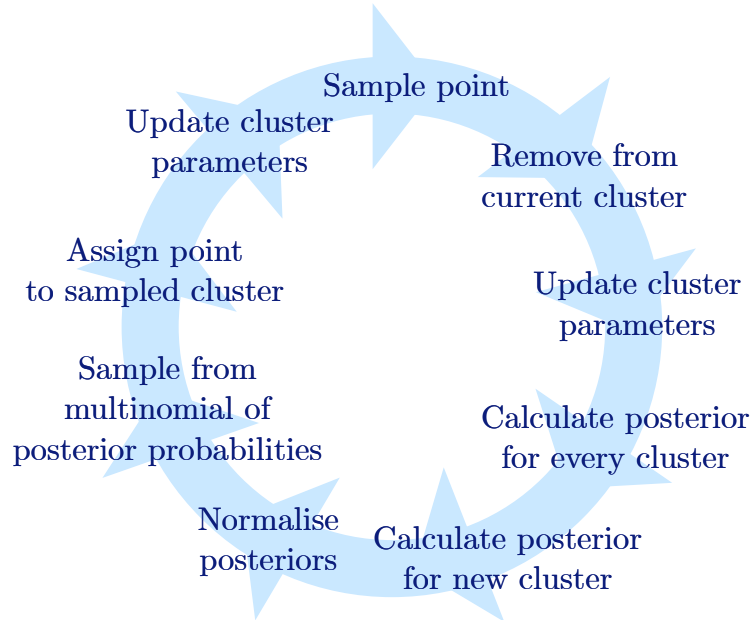 Sample point
Remove from
current cluster
Update cluster
parameters
Calculate posterior
for every cluster
Calculate posterior
for new cluster
Normalise
posteriors
Sample from
multinomial of
posterior probabilities
Assign point
to sampled cluster
Update cluster
parameters